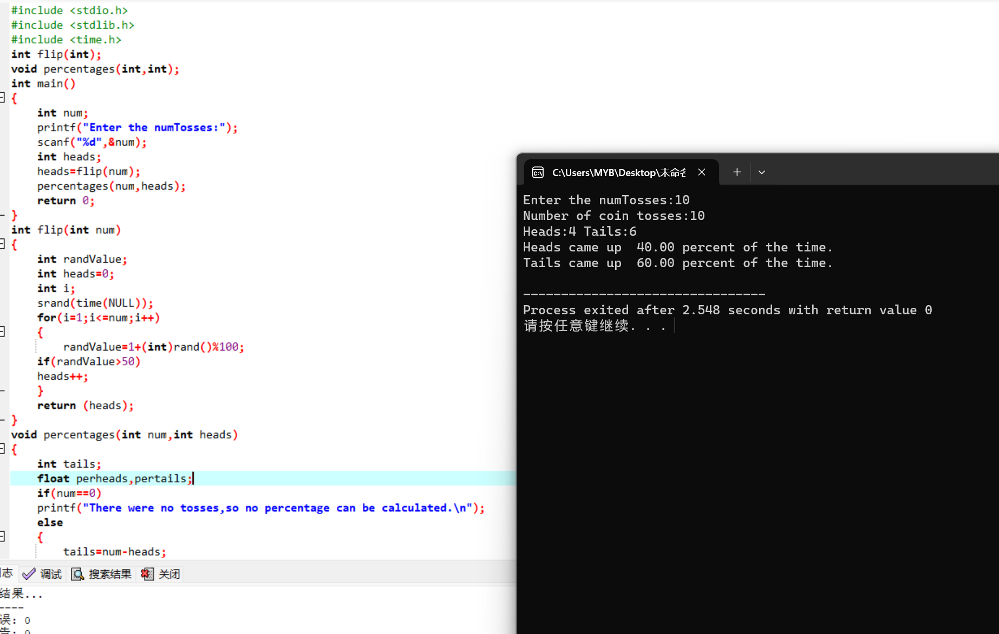 #include <stdio.h>
#include <stdlib.h>
#include <time.h>
int flip(int);
void percentages(int,int);
int main()
{
    int num;
    printf("Enter the numTosses:");
    scanf("%d",&num);
    int heads;
    heads=flip(num);
    percentages(num,heads);
    return 0;
}
int flip(int num)
{
    int randValue;
    int heads=0;
    int i;
    srand(time(NULL));
    for(i=1;i<=num;i++)
    {
        randValue=1+(int)rand()%100;
    if(randValue>50)
    heads++;
    }
    return (heads);
}
void percentages(int num,int heads)
{
    int tails;
    float perheads,pertails;
    if(num==0)
    printf("There were no tosses,so no percentage can be calculated.\n");
    else
    {
        tails=num-heads;
志 调试 搜索结果 关闭
结果...
----
误: 0
告: 0
C:\Users\MYB\Desktop\未命名
Enter the numTosses:10
Number of coin tosses:10
Heads:4 Tails:6
Heads came up  40.00 percent of the time.
Tails came up  60.00 percent of the time.
--------------------------------
Process exited after 2.548 seconds with return value 0
请按任意键继续. . .